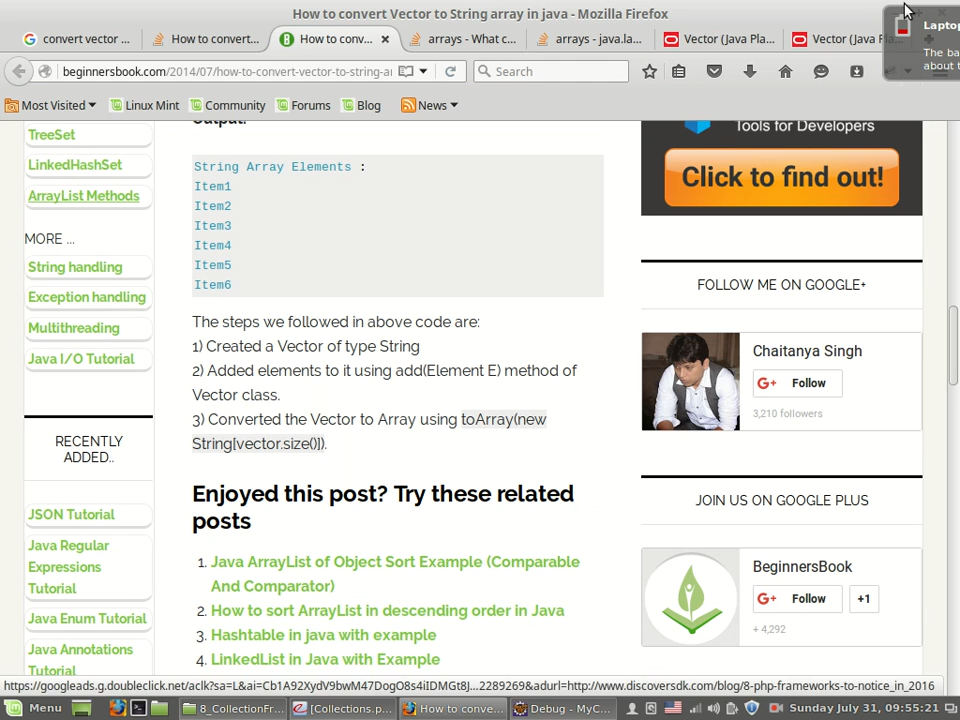 How to convert Vector to String array in java - Mozilla Firefox
convert vector ...
How to convert...
How to conv...
arrays - What c...
arrays - java.la...
Vector (Java Pla...
Vector (Java
Laptop
The ba
about t
beginnersbook.com/2014/07/how-to-convert-vector-to-string-ar
Search
Most Visited
Linux Mint
Community
Forums
Blog
News
TreeSet
LinkedHashSet
ArrayList Methods
MORE ...
String handling
Exception handling
Multithreading
Java I/O Tutorial
RECENTLY
ADDED..
JSON Tutorial
Java Regular
Expressions
Tutorial
Java Enum Tutorial
Java Annotations
Tutorial
Output:
String Array Elements :
Item1
Item2
Item3
Item4
Item5
Item6
The steps we followed in above code are:
1) Created a Vector of type String
2) Added elements to it using add(Element E) method of
Vector class.
3) Converted the Vector to Array using toArray(new
String[vector.size()]).
Enjoyed this post? Try these related
posts
1. Java ArrayList of Object Sort Example (Comparable
And Comparator)
2. How to sort ArrayList in descending order in Java
3. Hashtable in java with example
4. LinkedList in Java with Example
Tools for Developers
Click to find out!
FOLLOW ME ON GOOGLE+
Chaitanya Singh
G+ Follow
3,210 followers
JOIN US ON GOOGLE PLUS
BeginnersBook
G+ Follow
+1
+ 4,292
https://googleads.g.doubleclick.net/aclk?sa=L&ai=Cb1A92XydV9bwM47DogO8s4iIDMGt8J...2289269&adurl=http://www.discoversdk.com/blog/8-php-frameworks-to-notice_in_2016
Menu
8_CollectionFr...
[Collections.p...
How to conve...
Debug - MyC...
Sunday July 31, 09:55:21